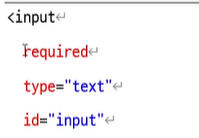 <input
required
type="text"
id="input"